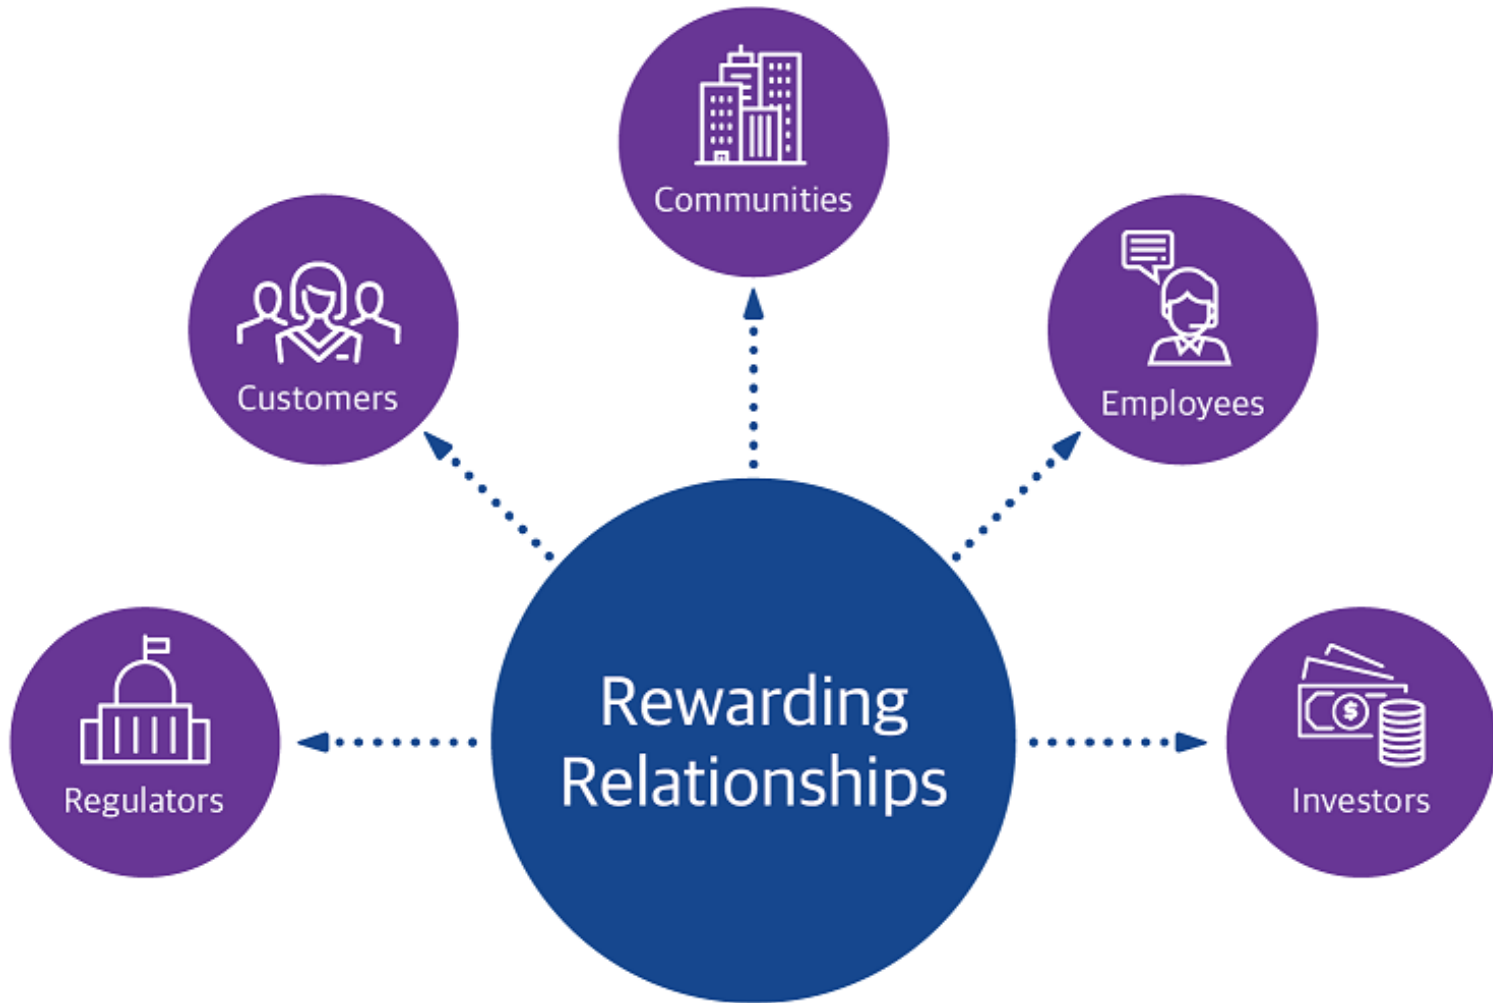 Communities
Customers
Employees
Rewarding
Relationships
Regulators
Investors